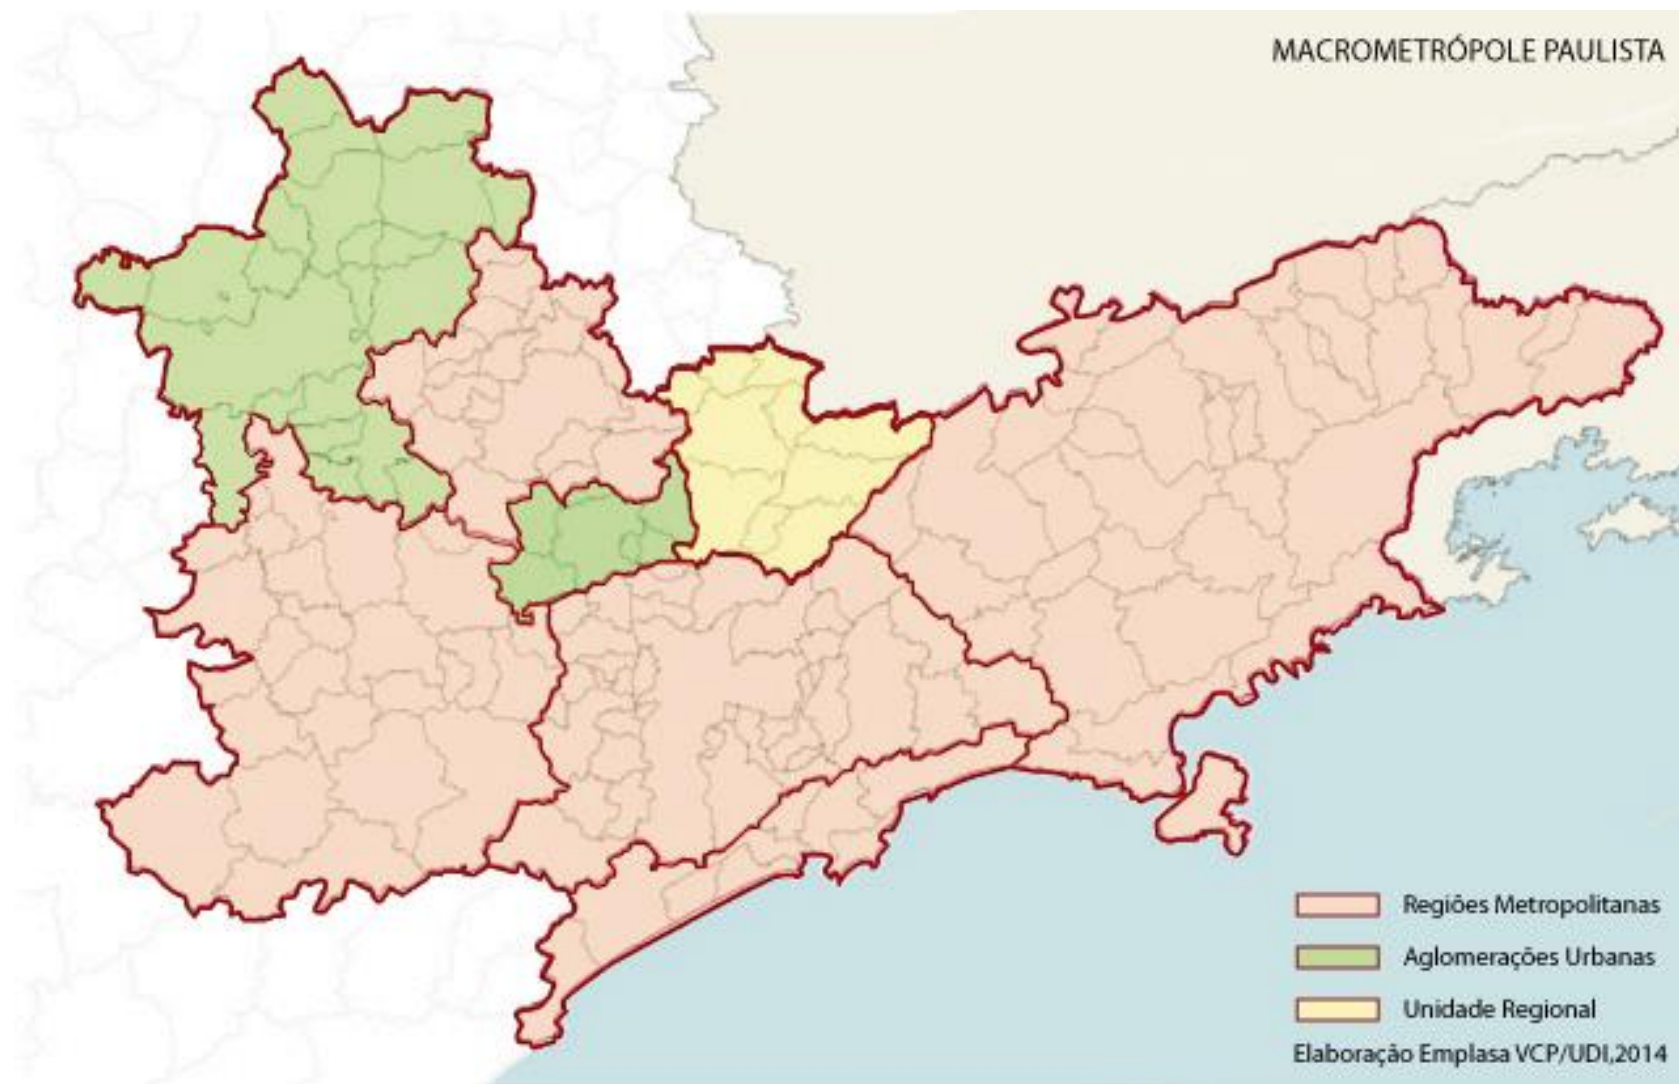 MACROMETRÓPOLE PAULISTA
Regiões Metropolitanas
Aglomerações Urbanas
Unidade Regional
Elaboração Emplasa VCP/UDI,2014